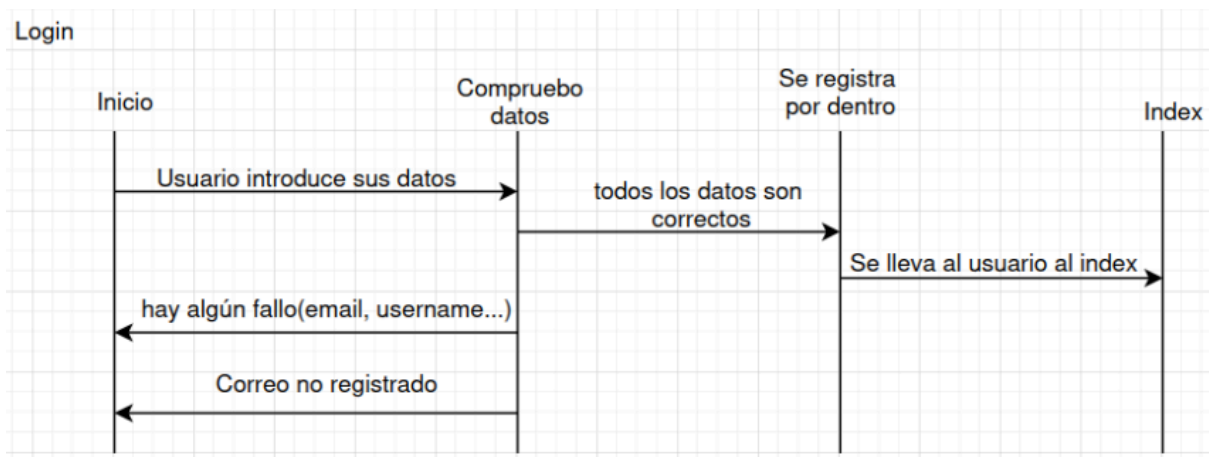 Login
Inicio
Compruebo
datos
Se registra
por dentro
Index
Usuario introduce sus datos
todos los datos son
correctos
Se lleva al usuario al index
hay algún fallo(email, username...)
Correo no registrado